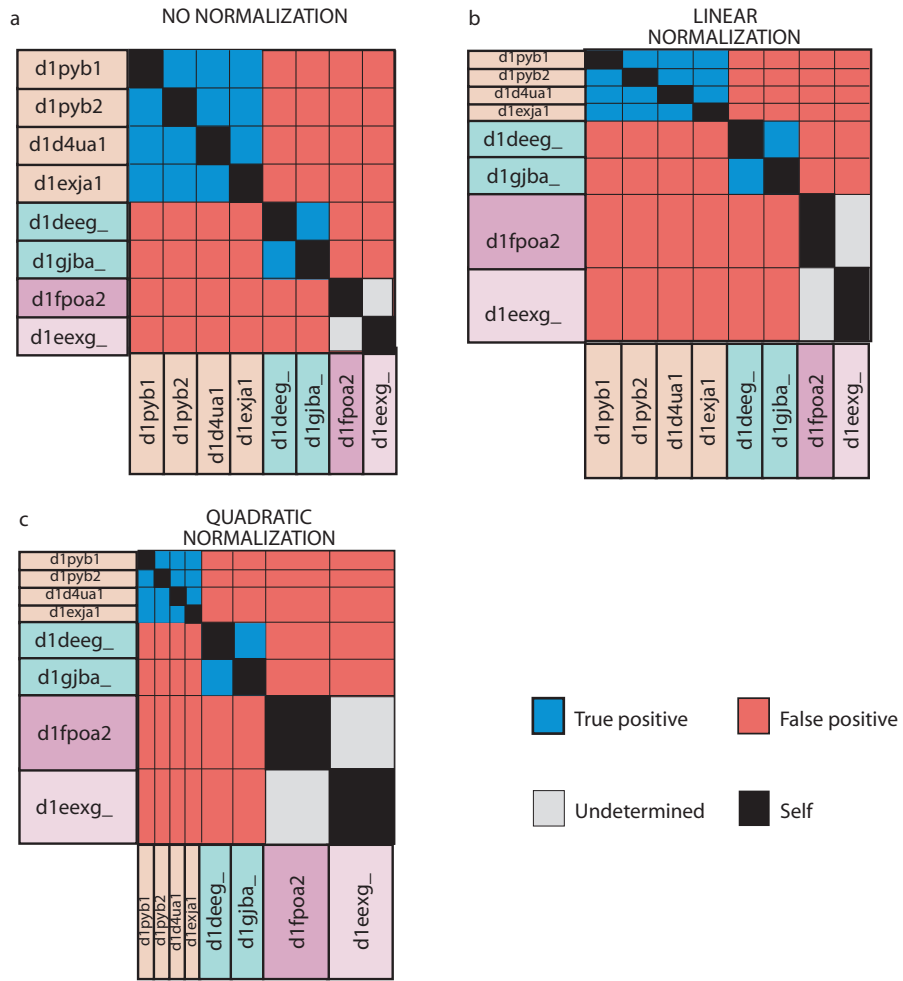 a
NO NORMALIZATION
d1pyb1
d1pyb2
d1d4ua1
d1exja1
d1deeg_
d1gjba_
d1fpoa2
d1eexg_
d1pyb1
d1pyb2
d1d4ua1
d1exja1
d1deeg_
d1gjba_
d1fpoa2
d1eexg_
b
LINEAR
NORMALIZATION
d1pyb1
d1pyb2
d1d4ua1
d1exja1
d1deeg_
d1gjba_
d1fpoa2
d1eexg_
d1pyb1
d1pyb2
d1d4ua1
d1exja1
d1deeg_
d1gjba_
d1fpoa2
d1eexg_
c
QUADRATIC
NORMALIZATION
d1pyb1
d1pyb2
d1d4ua1
d1exja1
d1deeg_
d1gjba_
d1fpoa2
d1eexg_
d1pyb1
d1pyb2
d1d4ua1
d1exja1
d1deeg_
d1gjba_
d1fpoa2
d1eexg_
True positive
False positive
Undetermined
Self